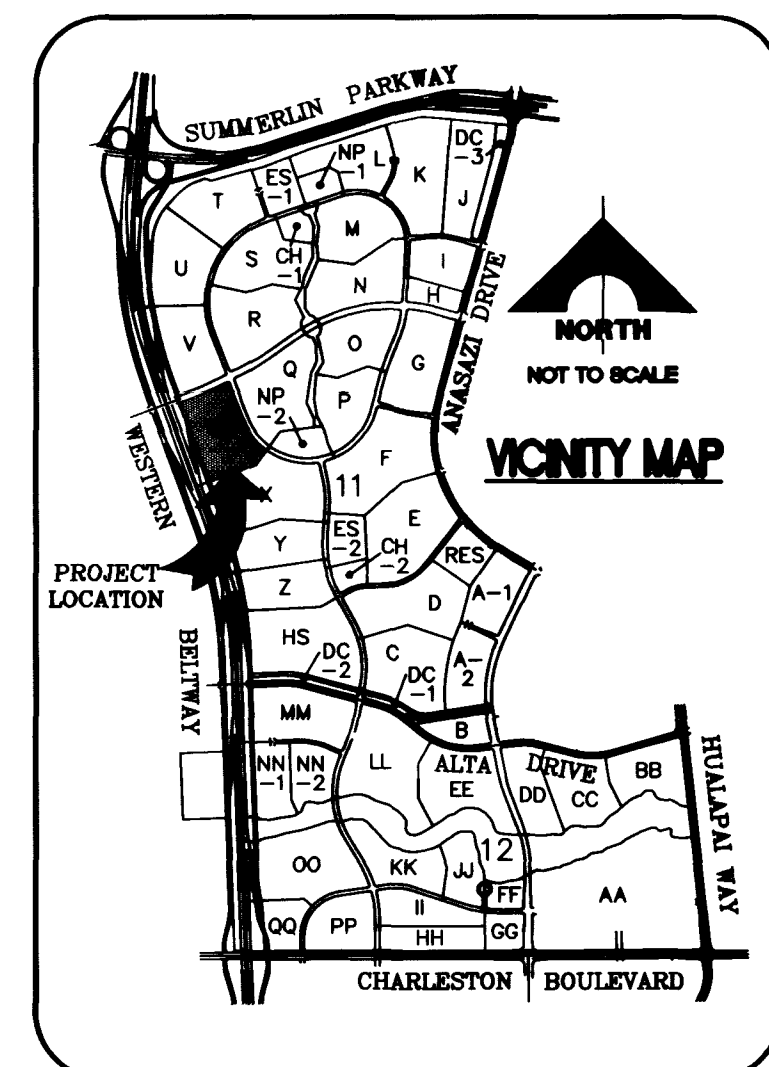 SUMMERLIN PARKWAY
DC
-3
NP
-1
L
K
ES
-1
T
J
M
S
CH
-1
U
I
N
H
R
V
O
G
Q
ANASAZI DRIVE
NORTH
NOT TO SCALE
NP
-2
P
VICINITY MAP
WESTERN
F
11
X
E
ES
-2
CH
-2
Y
RES
PROJECT
LOCATION
Z
A-1
D
HS
DC
-2
C
DC
-1
A-
2
BELTWAY
MM
B
NN
-1
NN
-2
LL
ALTA DRIVE
EE
DD
CC
BB
HUALAPAI WAY
12
OO
KK
JJ
FF
AA
II
QQ
PP
HH
GG
CHARLESTON BOULEVARD